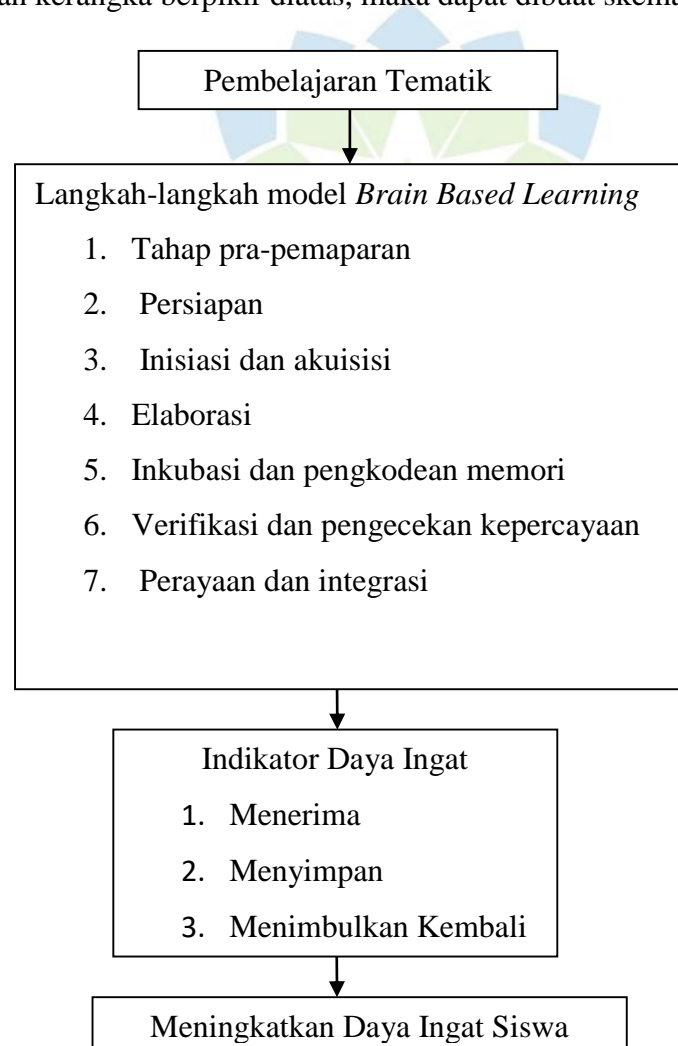 kerangka berpikir diatas, maka dapat dibuat skema
Pembelajaran Tematik
Langkah-langkah model Brain Based Learning
1. Tahap pra-pemaparan
2. Persiapan
3. Inisiasi dan akuisisi
4. Elaborasi
5. Inkubasi dan pengkodean memori
6. Verifikasi dan pengecekan kepercayaan
7. Perayaan dan integrasi
Indikator Daya Ingat
1. Menerima
2. Menyimpan
3. Menimbulkan Kembali
Meningkatkan Daya Ingat Siswa